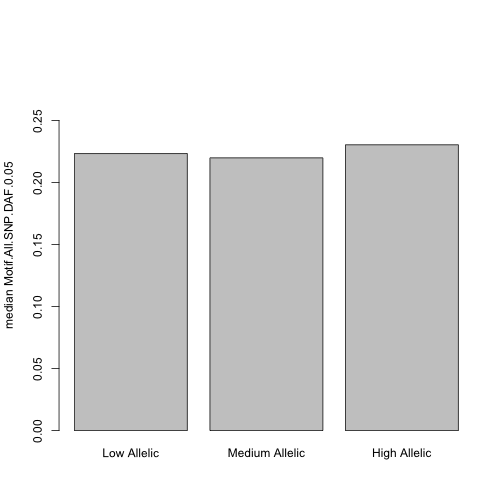 median Motif.All.SNP.DAF.0.05
0.25
0.20
0.15
0.10
0.05
0.00
Low Allelic
Medium Allelic
High Allelic